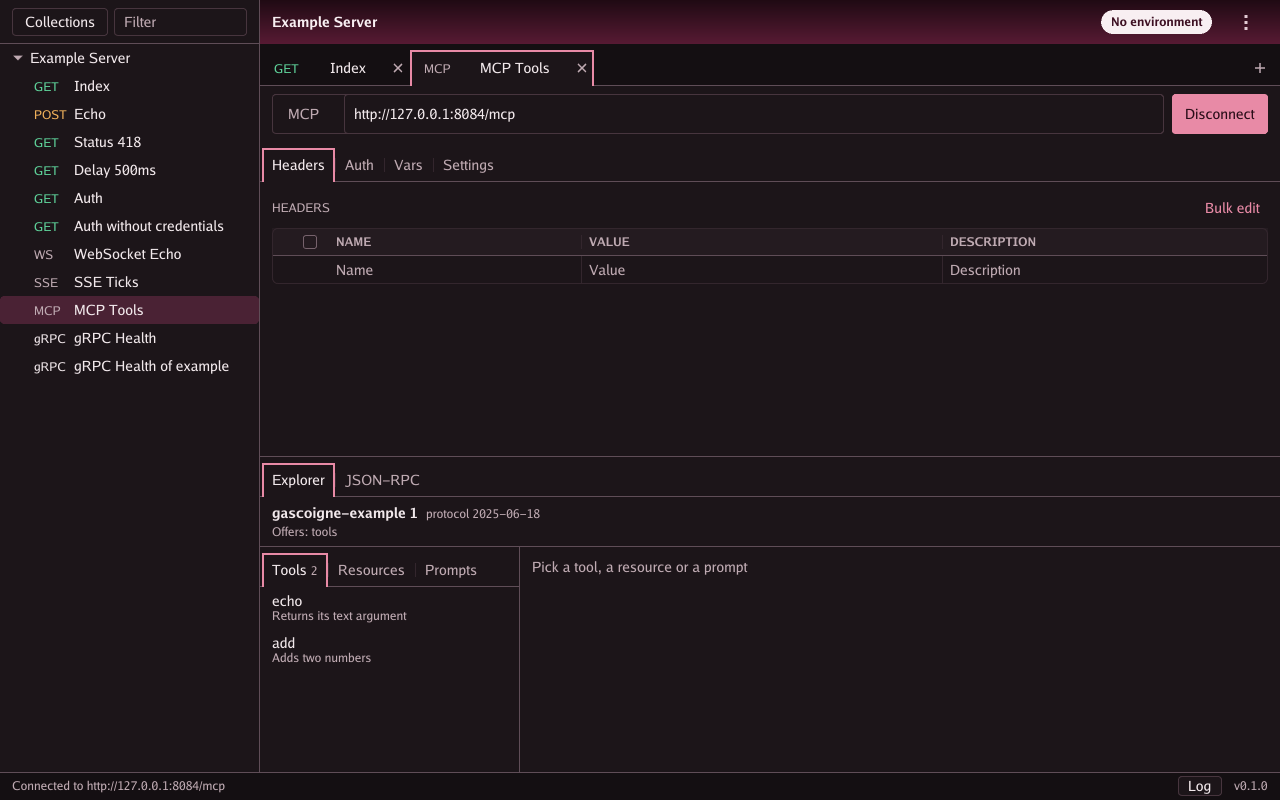 Collections
Filter
Example Server
No environment
Example Server
GET Index
POST Echo
GET Status 418
GET Delay 500ms
GET Auth
GET Auth without credentials
WS WebSocket Echo
SSE SSE Ticks
MCP MCP Tools
gRPC gRPC Health
gRPC gRPC Health of example
GET Index ✕
MCP MCP Tools ✕
+
MCP http://127.0.0.1:8084/mcp
Disconnect
Headers Auth Vars Settings
HEADERS
Bulk edit
NAME VALUE DESCRIPTION
Name Value Description
Explorer JSON-RPC
gascoigne-example 1 protocol 2025-06-18
Offers: tools
Tools 2 Resources Prompts
echo
Returns its text argument
add
Adds two numbers
Pick a tool, a resource or a prompt
Connected to http://127.0.0.1:8084/mcp
Log
v0.1.0